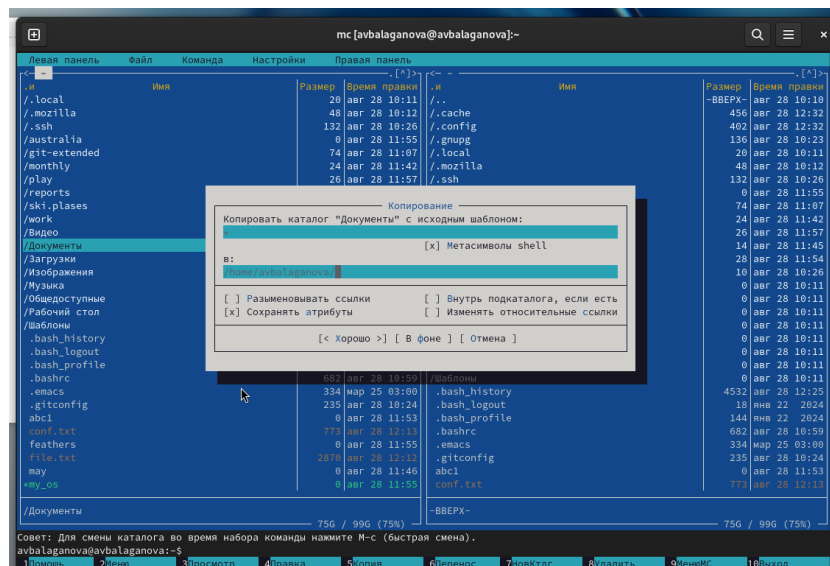 mc [avbalaganova@avbalaganova]:~
Левая панель Файл Команда Настройки Правая панель
<— ~ .[^]> <— ~ .[^]>
.и Имя Размер Время правки .и Имя Размер Время правки
/.local 20 авг 28 10:11 /.. -ВВЕРХ- авг 28 10:10
/.mozilla 48 авг 28 10:12 /.cache 456 авг 28 12:32
/.ssh 132 авг 28 10:26 /.config 402 авг 28 12:32
/australia 0 авг 28 11:55 /.gnupg 136 авг 28 10:23
/git-extended 74 авг 28 11:07 /.local 20 авг 28 10:11
/monthly 24 авг 28 11:42 /.mozilla 48 авг 28 10:12
/play 26 авг 28 11:57 /.ssh 132 авг 28 10:26
/reports 0 авг 28 11:55
/ski.plases Копирование 74 авг 28 11:07
/work Копировать каталог "Документы" с исходным шаблоном: 24 авг 28 11:42
/Видео * 26 авг 28 11:57
/Документы [x] Метасимволы shell 14 авг 28 11:45
/Загрузки в: 28 авг 28 11:54
/Изображения /home/avbalaganova/ 10 авг 28 10:26
/Музыка 0 авг 28 10:11
/Общедоступные [ ] Разыменовывать ссылки [ ] Внутрь подкаталога, если есть 0 авг 28 10:11
/Рабочий стол [x] Сохранять атрибуты [ ] Изменять относительные ссылки 0 авг 28 10:11
/Шаблоны 0 авг 28 10:11
.bash_history [< Хорошо >] [ В фоне ] [ Отмена ] 0 авг 28 10:11
.bash_logout 0 авг 28 10:11
.bash_profile 0 авг 28 10:11
.bashrc 682 авг 28 10:59 /Шаблоны 0 авг 28 10:11
.emacs 334 мар 25 03:00 .bash_history 4532 авг 28 12:25
.gitconfig 235 авг 28 10:24 .bash_logout 18 янв 22 2024
abc1 0 авг 28 11:53 .bash_profile 144 янв 22 2024
conf.txt 773 авг 28 12:13 .bashrc 682 авг 28 10:59
feathers 0 авг 28 11:55 .emacs 334 мар 25 03:00
file.txt 2870 авг 28 12:12 .gitconfig 235 авг 28 10:24
may 0 авг 28 11:46 abc1 0 авг 28 11:53
*my_os 0 авг 28 11:55 conf.txt 773 авг 28 12:13
/Документы -ВВЕРХ-
75G / 99G (75%) 75G / 99G (75%)
Совет: Для смены каталога во время набора команды нажмите M-c (быстрая смена).
avbalaganova@avbalaganova:~$
1Помощь 2Меню 3Просмотр 4Правка 5Копия 6Перенос 7НовКтлг 8Удалить 9МенюMC 10Выход